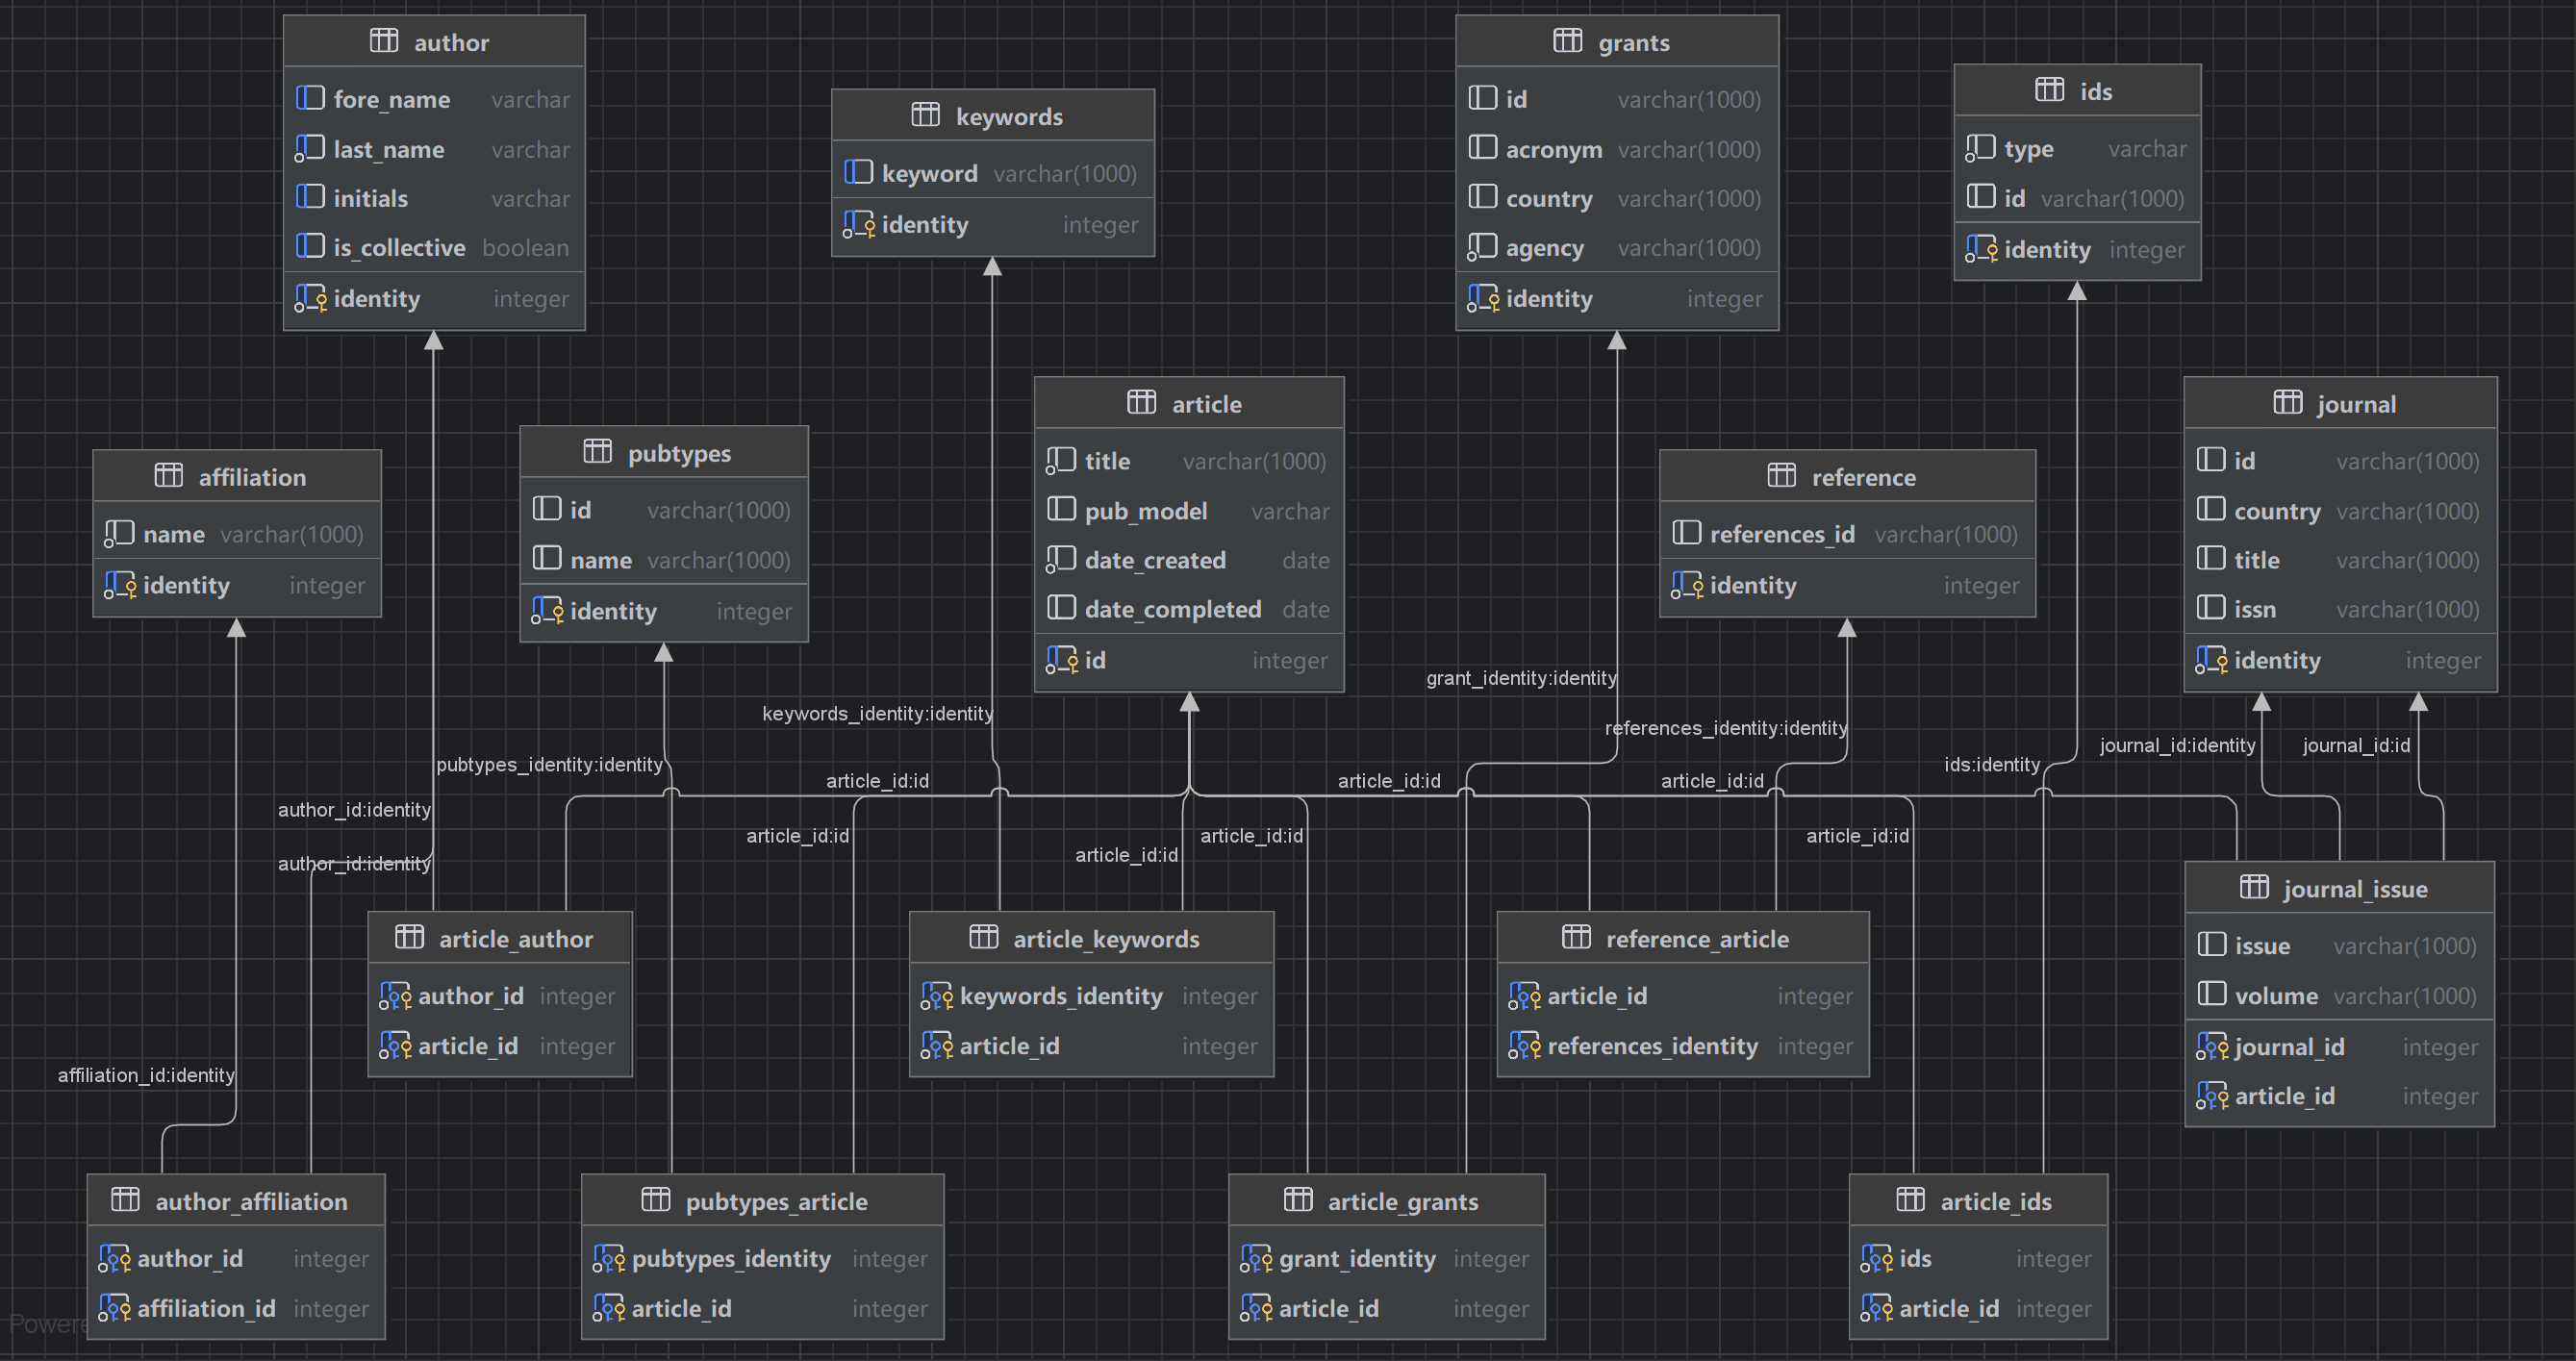 author
fore_name varchar
last_name varchar
initials varchar
is_collective boolean
identity integer
keywords
keyword varchar(1000)
identity integer
grants
id varchar(1000)
acronym varchar(1000)
country varchar(1000)
agency varchar(1000)
identity integer
ids
type varchar
id varchar(1000)
identity integer
affiliation
name varchar(1000)
identity integer
pubtypes
id varchar(1000)
name varchar(1000)
identity integer
article
title varchar(1000)
pub_model varchar
date_created date
date_completed date
id integer
reference
references_id varchar(1000)
identity integer
journal
id varchar(1000)
country varchar(1000)
title varchar(1000)
issn varchar(1000)
identity integer
grant_identity:identity
keywords_identity:identity
references_identity:identity
journal_id:identity
journal_id:id
pubtypes_identity:identity
ids:identity
article_id:id
article_id:id
article_id:id
author_id:identity
article_id:id
article_id:id
article_id:id
article_id:id
author_id:identity
article_author
author_id integer
article_id integer
article_keywords
keywords_identity integer
article_id integer
reference_article
article_id integer
references_identity integer
journal_issue
issue varchar(1000)
volume varchar(1000)
journal_id integer
article_id integer
affiliation_id:identity
author_affiliation
author_id integer
affiliation_id integer
pubtypes_article
pubtypes_identity integer
article_id integer
article_grants
grant_identity integer
article_id integer
article_ids
ids integer
article_id integer
Powere